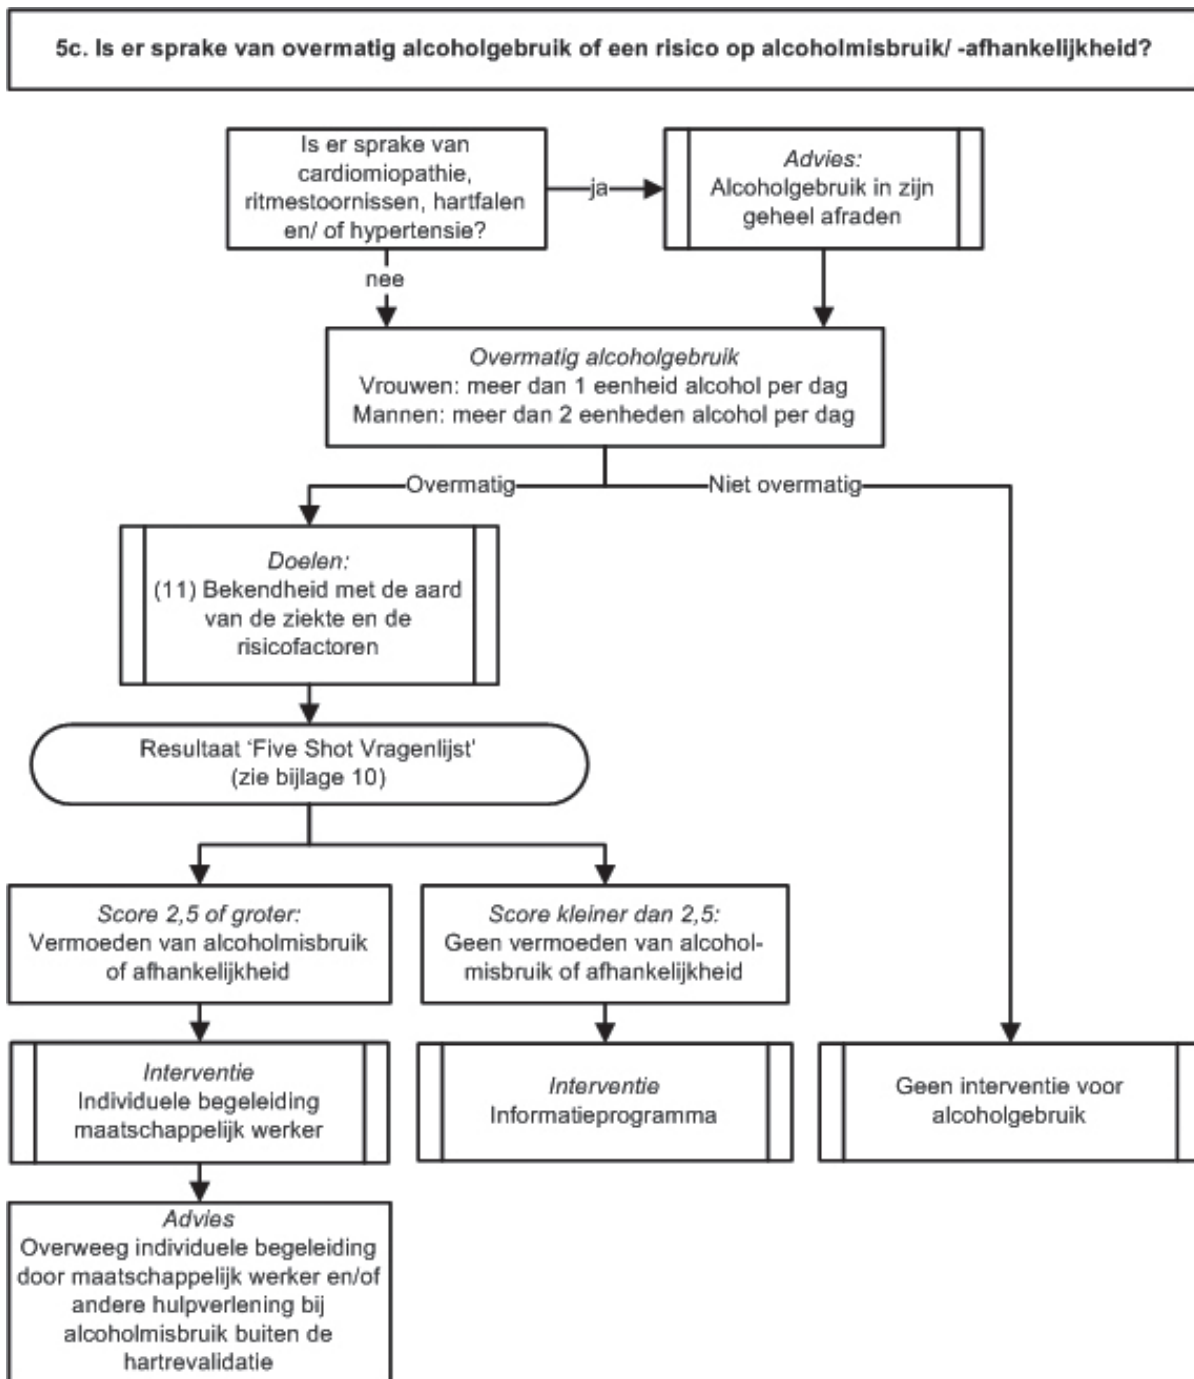 5c. Is er sprake van overmatig alcoholgebruik of een risico op alcoholmisbruik/ -afhankelijkheid?
Is er sprake van
cardiomiopathie,
ritmestoornissen, hartfalen
en/ of hypertensie?
ja
Advies:
Alcoholgebruik in zijn
geheel afraden
nee
Overmatig alcoholgebruik
Vrouwen: meer dan 1 eenheid alcohol per dag
Mannen: meer dan 2 eenheden alcohol per dag
Overmatig
Niet overmatig
Doelen:
(11) Bekendheid met de aard
van de ziekte en de
risicofactoren
Resultaat ‘Five Shot Vragenlijst’
(zie bijlage 10)
Score 2,5 of groter:
Vermoeden van alcoholmisbruik
of afhankelijkheid
Score kleiner dan 2,5:
Geen vermoeden van alcohol-
misbruik of afhankelijkheid
Interventie
Individuele begeleiding
maatschappelijk werker
Interventie
Informatieprogramma
Geen interventie voor
alcoholgebruik
Advies
Overweeg individuele begeleiding
door maatschappelijk werker en/of
andere hulpverlening bij
alcoholmisbruik buiten de
hartrevalidatie